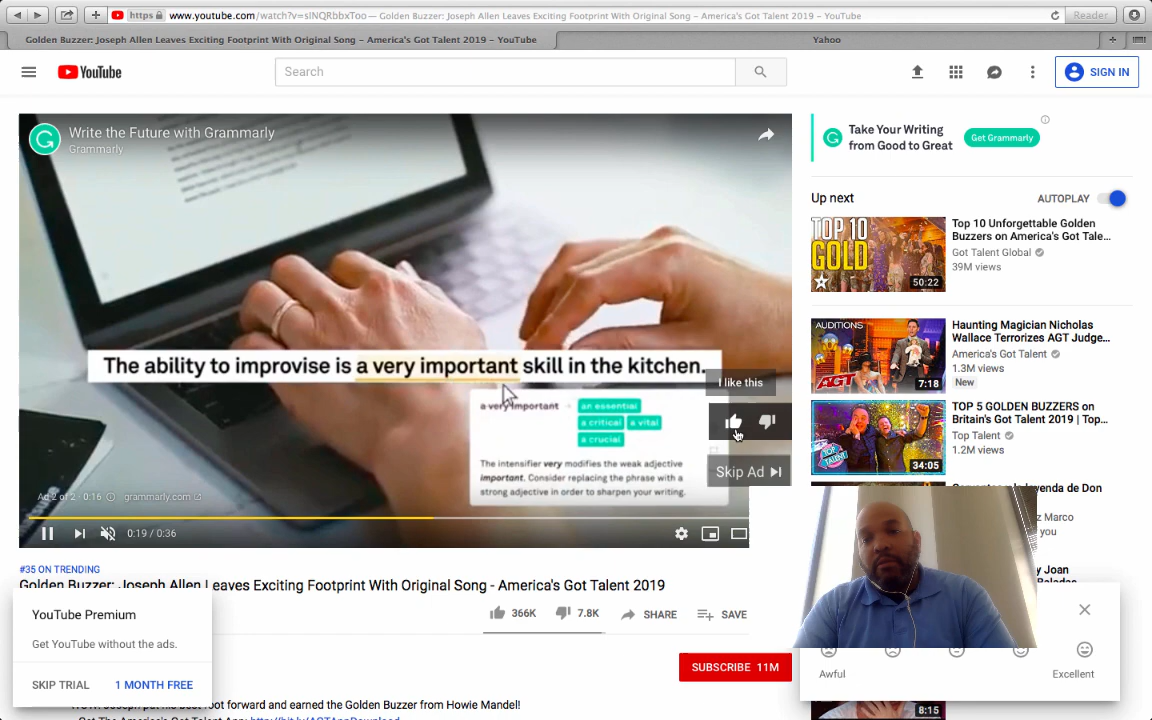 https www.youtube.com/watch?v=slNQRbbxToo — Golden Buzzer: Joseph Allen Leaves Exciting Footprint With Original Song – America's Got Talent 2019 – YouTube
Reader
Golden Buzzer: Joseph Allen Leaves Exciting Footprint With Original Song – America's Got Talent 2019 – YouTube
Yahoo
YouTube
Search
SIGN IN
Write the Future with Grammarly
Grammarly
The ability to improvise is a very important skill in the kitchen.
a very important
an essential
a critical a vital
a crucial
The intensifier very modifies the weak adjective
important. Consider replacing the phrase with a
strong adjective in order to sharpen your writing.
I like this
Skip Ad
Ad 2 of 2 · 0:16 grammarly.com
0:19 / 0:36
#35 ON TRENDING
Golden Buzzer: Joseph Allen Leaves Exciting Footprint With Original Song - America's Got Talent 2019
366K 7.8K SHARE SAVE
SUBSCRIBE 11M
YouTube Premium
Get YouTube without the ads.
SKIP TRIAL 1 MONTH FREE
foot forward and earned the Golden Buzzer from Howie Mandel!
Take Your Writing
from Good to Great
Get Grammarly
Up next
AUTOPLAY
TOP 10
GOLD
50:22
Top 10 Unforgettable Golden
Buzzers on America's Got Tale...
Got Talent Global
39M views
AUDITIONS
AGT
7:18
Haunting Magician Nicholas
Wallace Terrorizes AGT Judge...
America's Got Talent
1.3M views
New
TOP TALENT
34:05
TOP 5 GOLDEN BUZZERS on
Britain's Got Talent 2019 | Top...
Top Talent
1.2M views
da de Don
z Marco
you
y Joan
Awful
Excellent
8:15